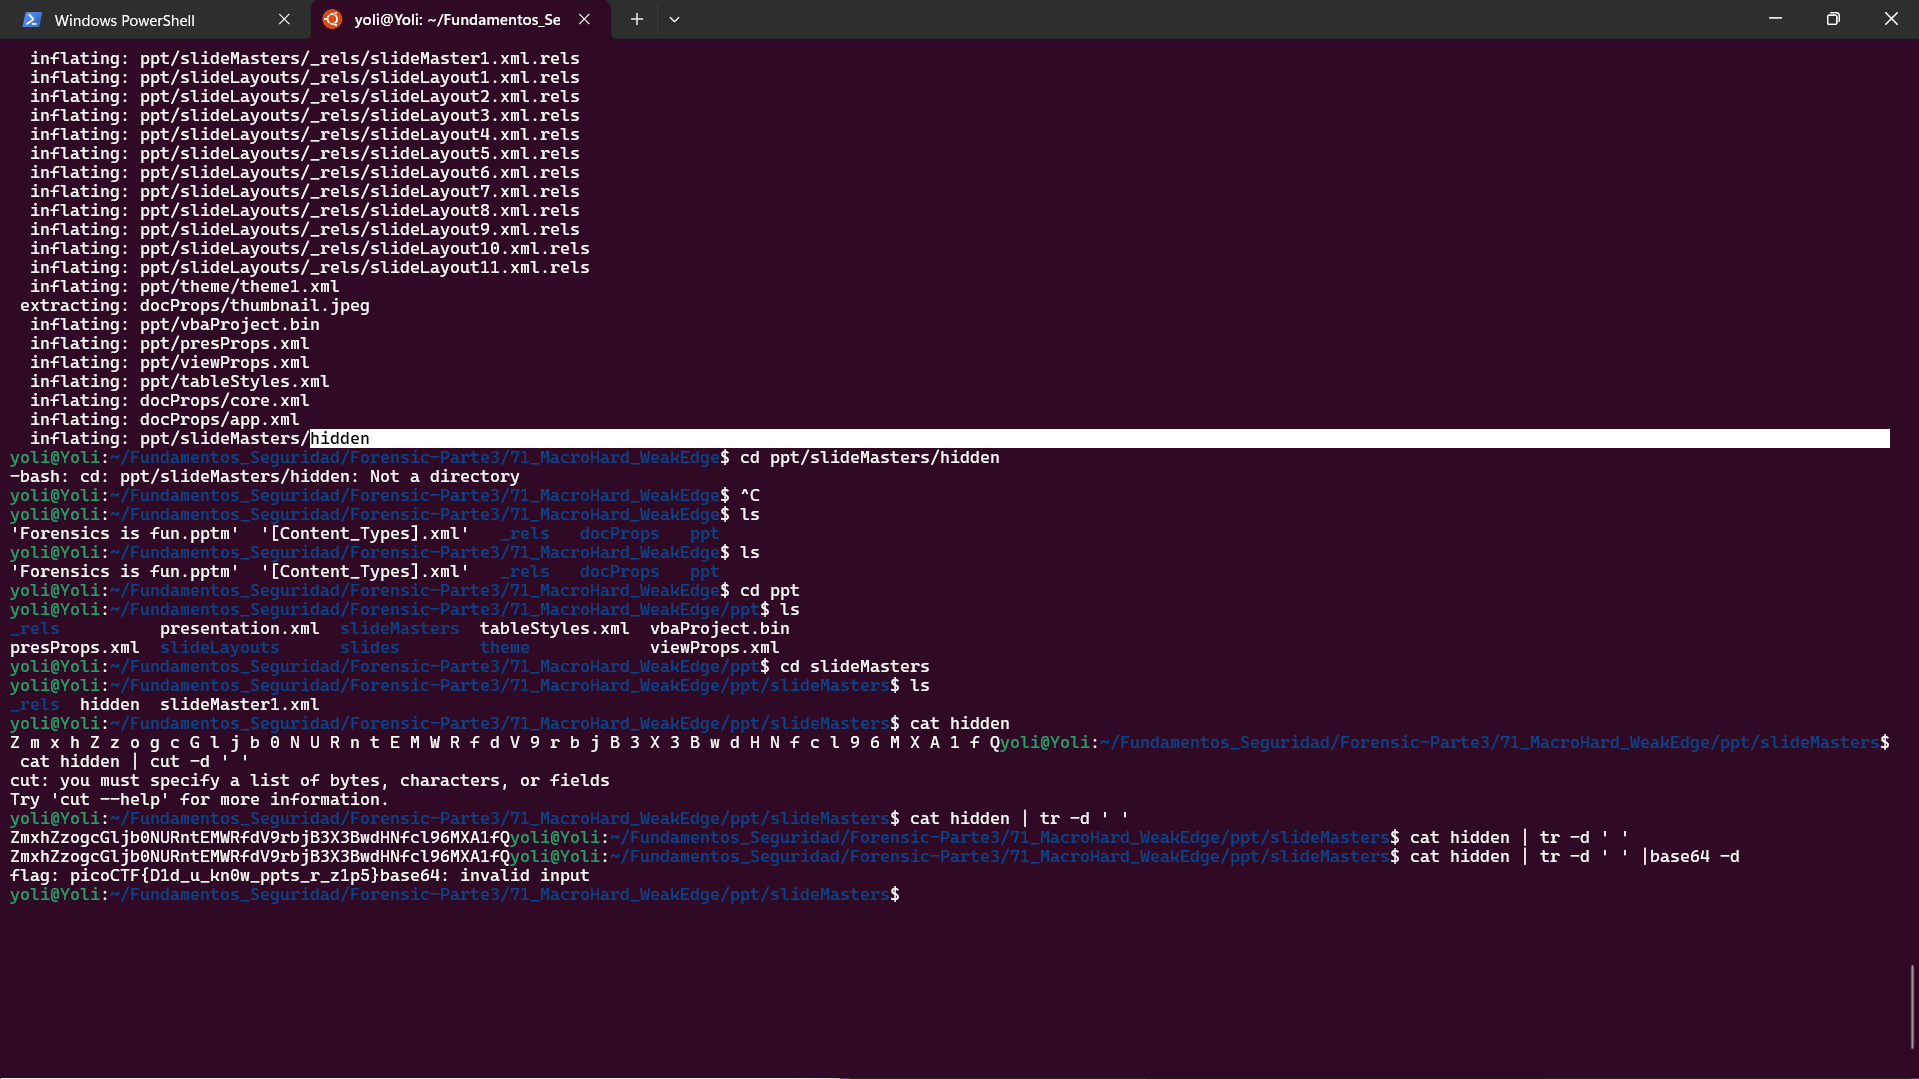 Windows PowerShell
yoli@Yoli: ~/Fundamentos_Se
inflating: ppt/slideMasters/_rels/slideMaster1.xml.rels
inflating: ppt/slideLayouts/_rels/slideLayout1.xml.rels
inflating: ppt/slideLayouts/_rels/slideLayout2.xml.rels
inflating: ppt/slideLayouts/_rels/slideLayout3.xml.rels
inflating: ppt/slideLayouts/_rels/slideLayout4.xml.rels
inflating: ppt/slideLayouts/_rels/slideLayout5.xml.rels
inflating: ppt/slideLayouts/_rels/slideLayout6.xml.rels
inflating: ppt/slideLayouts/_rels/slideLayout7.xml.rels
inflating: ppt/slideLayouts/_rels/slideLayout8.xml.rels
inflating: ppt/slideLayouts/_rels/slideLayout9.xml.rels
inflating: ppt/slideLayouts/_rels/slideLayout10.xml.rels
inflating: ppt/slideLayouts/_rels/slideLayout11.xml.rels
inflating: ppt/theme/theme1.xml
extracting: docProps/thumbnail.jpeg
inflating: ppt/vbaProject.bin
inflating: ppt/presProps.xml
inflating: ppt/viewProps.xml
inflating: ppt/tableStyles.xml
inflating: docProps/core.xml
inflating: docProps/app.xml
inflating: ppt/slideMasters/hidden
yoli@Yoli:~/Fundamentos_Seguridad/Forensic-Parte3/71_MacroHard_WeakEdge$ cd ppt/slideMasters/hidden
-bash: cd: ppt/slideMasters/hidden: Not a directory
yoli@Yoli:~/Fundamentos_Seguridad/Forensic-Parte3/71_MacroHard_WeakEdge$ ^C
yoli@Yoli:~/Fundamentos_Seguridad/Forensic-Parte3/71_MacroHard_WeakEdge$ ls
'Forensics is fun.pptm'  '[Content_Types].xml'   _rels   docProps   ppt
yoli@Yoli:~/Fundamentos_Seguridad/Forensic-Parte3/71_MacroHard_WeakEdge$ ls
'Forensics is fun.pptm'  '[Content_Types].xml'   _rels   docProps   ppt
yoli@Yoli:~/Fundamentos_Seguridad/Forensic-Parte3/71_MacroHard_WeakEdge$ cd ppt
yoli@Yoli:~/Fundamentos_Seguridad/Forensic-Parte3/71_MacroHard_WeakEdge/ppt$ ls
_rels          presentation.xml  slideMasters  tableStyles.xml  vbaProject.bin
presProps.xml  slideLayouts      slides        theme            viewProps.xml
yoli@Yoli:~/Fundamentos_Seguridad/Forensic-Parte3/71_MacroHard_WeakEdge/ppt$ cd slideMasters
yoli@Yoli:~/Fundamentos_Seguridad/Forensic-Parte3/71_MacroHard_WeakEdge/ppt/slideMasters$ ls
_rels  hidden  slideMaster1.xml
yoli@Yoli:~/Fundamentos_Seguridad/Forensic-Parte3/71_MacroHard_WeakEdge/ppt/slideMasters$ cat hidden
Z m x h Z z o g c G l j b 0 N U R n t E M W R f d V 9 r b j B 3 X 3 B w d H N f c l 9 6 M X A 1 f Qyoli@Yoli:~/Fundamentos_Seguridad/Forensic-Parte3/71_MacroHard_WeakEdge/ppt/slideMasters$
cat hidden | cut -d ' '
cut: you must specify a list of bytes, characters, or fields
Try 'cut --help' for more information.
yoli@Yoli:~/Fundamentos_Seguridad/Forensic-Parte3/71_MacroHard_WeakEdge/ppt/slideMasters$ cat hidden | tr -d ' '
ZmxhZzogcGljb0NURntEMWRfdV9rbjB3X3BwdHNfcl96MXA1fQyoli@Yoli:~/Fundamentos_Seguridad/Forensic-Parte3/71_MacroHard_WeakEdge/ppt/slideMasters$ cat hidden | tr -d ' '
ZmxhZzogcGljb0NURntEMWRfdV9rbjB3X3BwdHNfcl96MXA1fQyoli@Yoli:~/Fundamentos_Seguridad/Forensic-Parte3/71_MacroHard_WeakEdge/ppt/slideMasters$ cat hidden | tr -d ' ' |base64 -d
flag: picoCTF{D1d_u_kn0w_ppts_r_z1p5}base64: invalid input
yoli@Yoli:~/Fundamentos_Seguridad/Forensic-Parte3/71_MacroHard_WeakEdge/ppt/slideMasters$